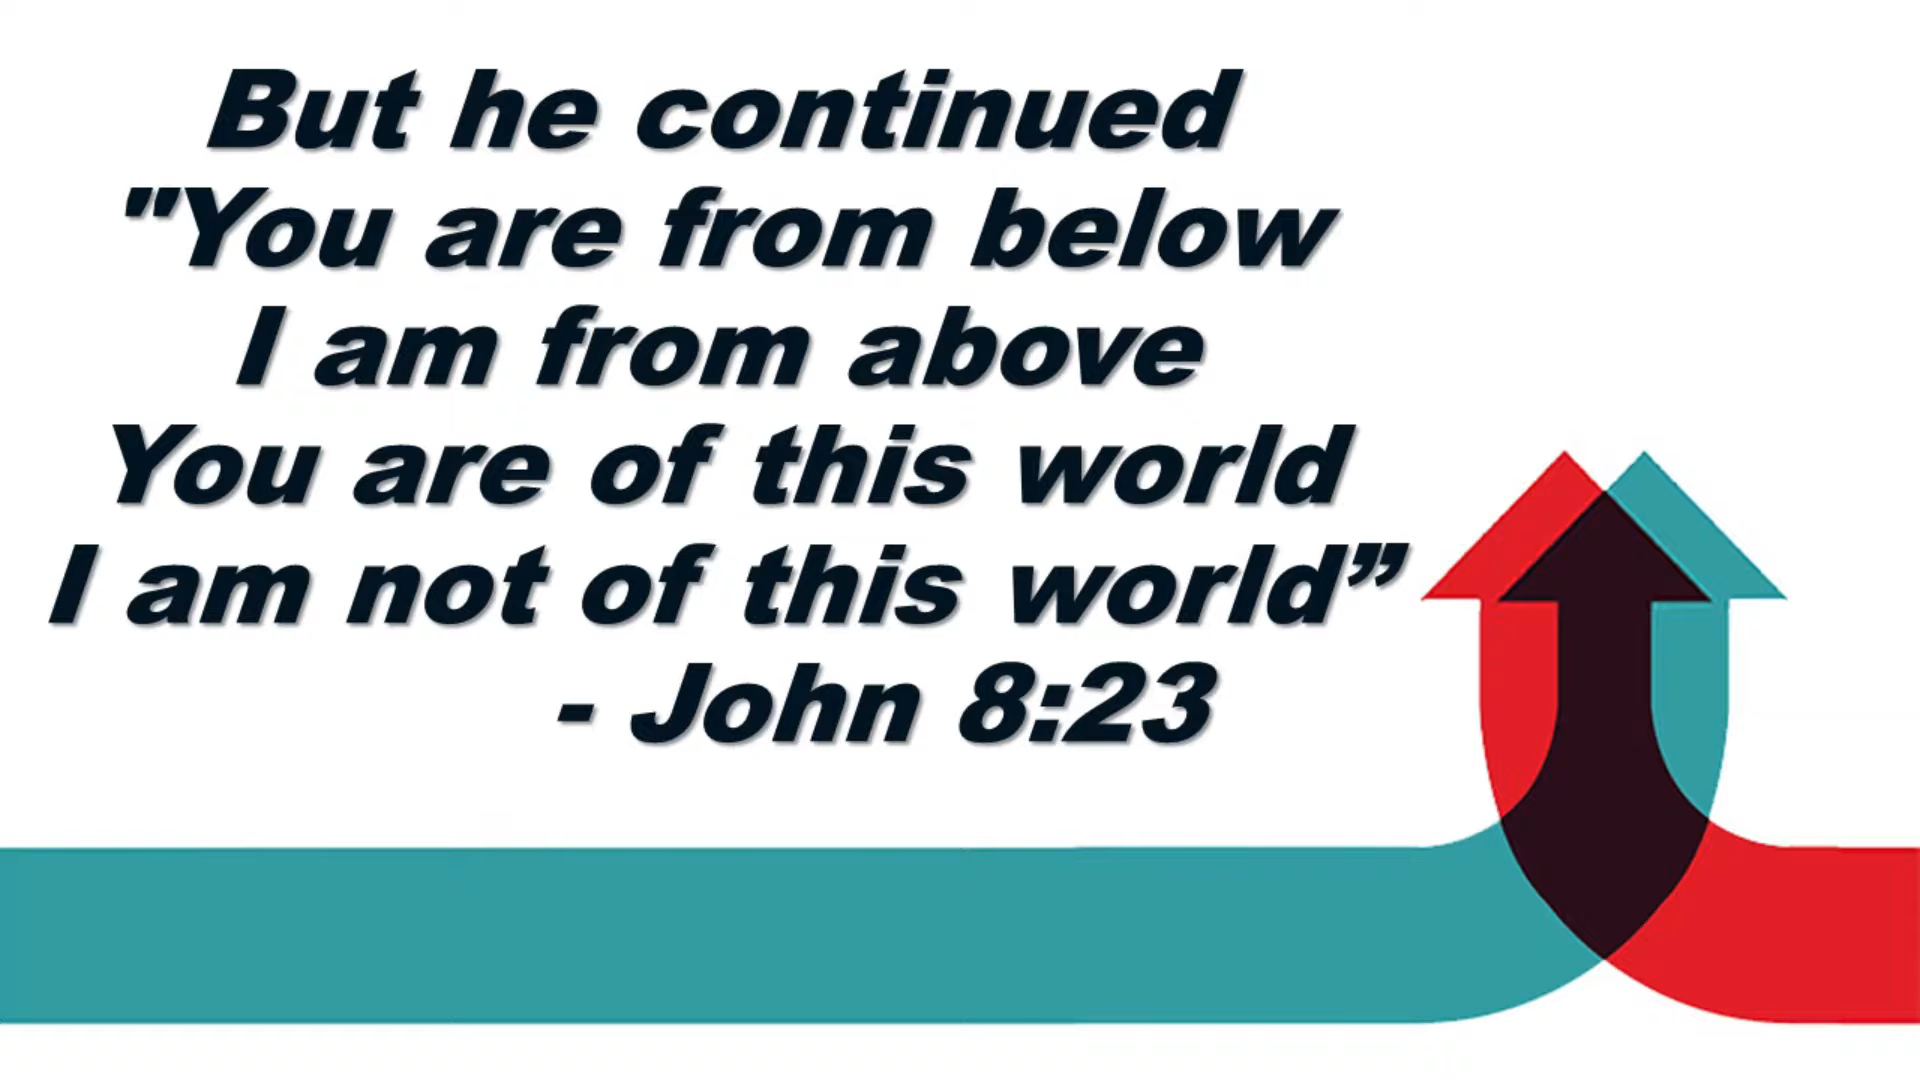 But he continued
"You are from below
I am from above
You are of this world
I am not of this world”
- John 8:23